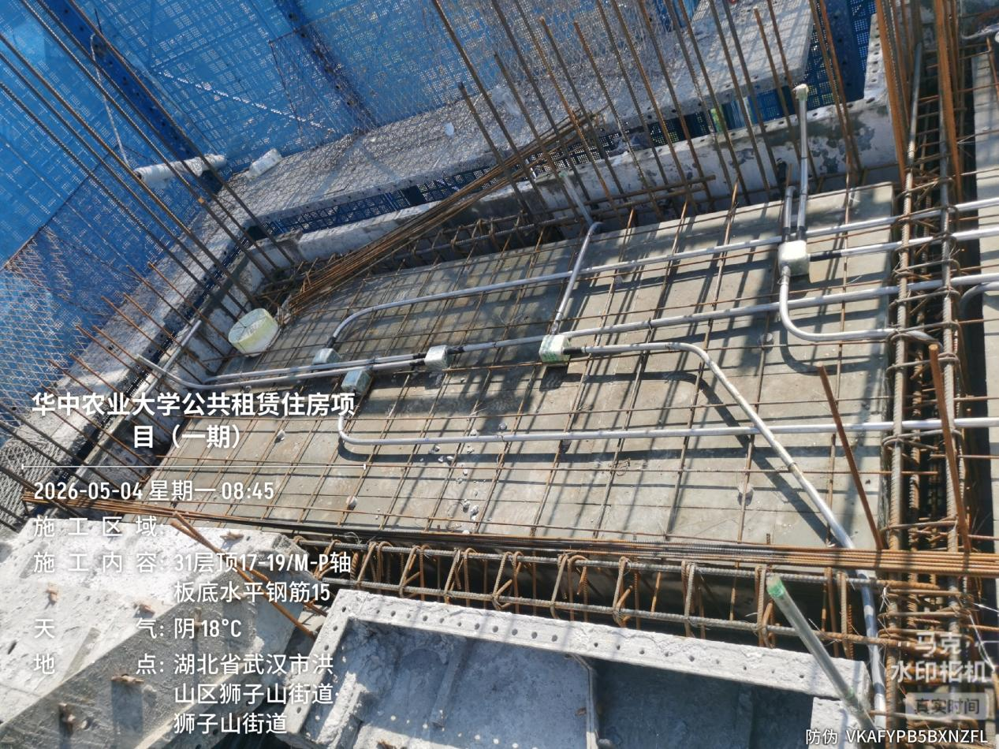 华中农业大学公共租赁住房项
目（一期）
2026-05-04 星期一 08:45
施工区域:
施工内容: 31层顶17-19/M-P轴
板底水平钢筋15
天气: 阴 18°C
地点: 湖北省武汉市洪
山区狮子山街道·
狮子山街道
马克
水印相机
真实时间
防伪 VKAFYPB5BXNZFL